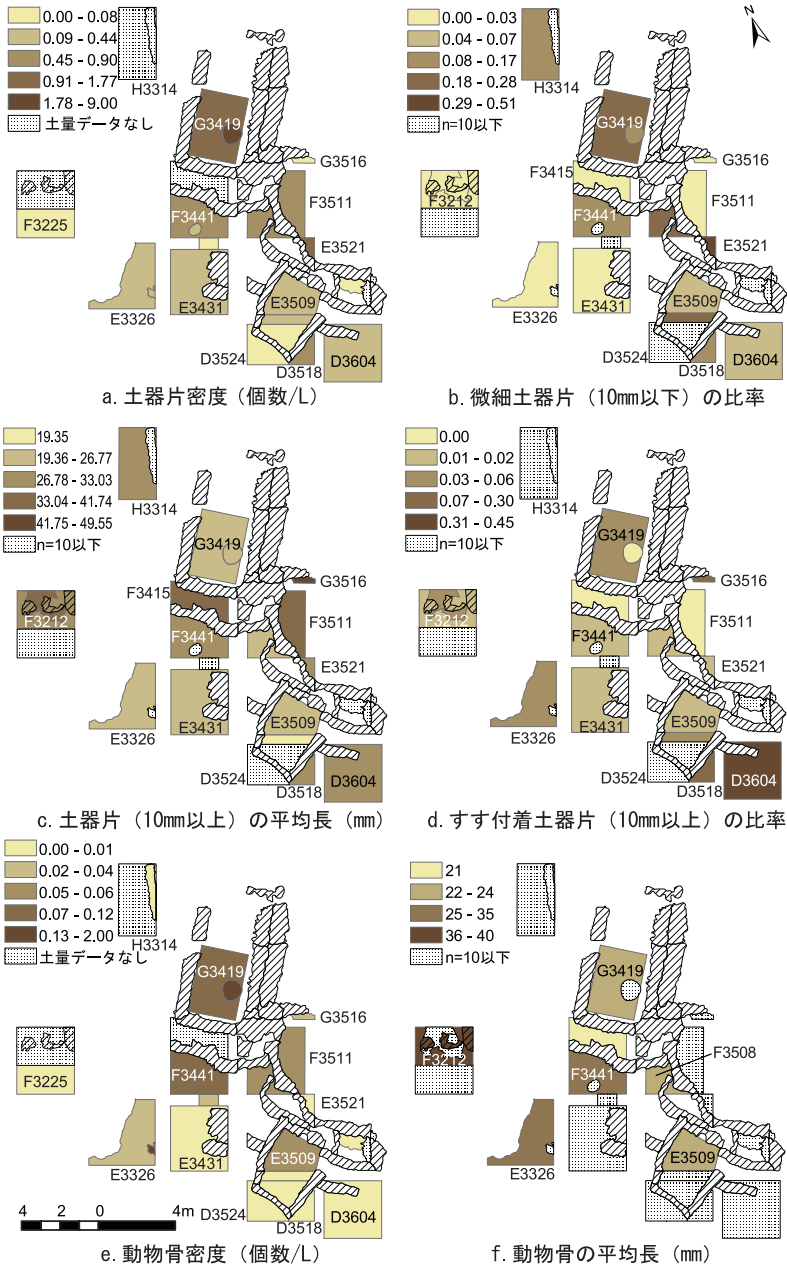 0.00 - 0.08
0.09 - 0.44
0.45 - 0.90
0.91 - 1.77
1.78 - 9.00
土量データなし
H3314
G3419
G3516
F3225
F3441
F3511
E3521
E3326
E3431
E3509
D3524
D3518
D3604
a. 土器片密度（個数/L）
N
0.00 - 0.03
0.04 - 0.07
0.08 - 0.17
0.18 - 0.28
0.29 - 0.51
n=10以下
H3314
G3419
G3516
F3415
F3212
F3441
F3511
E3521
E3326
E3431
E3509
D3524
D3518
D3604
b. 微細土器片（10mm以下）の比率
19.35
19.36 - 26.77
26.78 - 33.03
33.04 - 41.74
41.75 - 49.55
n=10以下
H3314
G3419
G3516
F3415
F3212
F3441
F3511
E3521
E3326
E3431
E3509
D3524
D3518
D3604
c. 土器片（10mm以上）の平均長（mm）
0.00
0.01 - 0.02
0.03 - 0.06
0.07 - 0.30
0.31 - 0.45
n=10以下
H3314
G3419
G3516
F3415
F3212
F3441
F3511
E3521
E3326
E3431
E3509
D3524
D3518
D3604
d. すす付着土器片（10mm以上）の比率
0.00 - 0.01
0.02 - 0.04
0.05 - 0.06
0.07 - 0.12
0.13 - 2.00
土量データなし
H3314
G3419
G3516
F3225
F3441
F3511
E3521
E3326
E3431
E3509
D3524
D3518
D3604
4 2 0 4m
e. 動物骨密度（個数/L）
21
22 - 24
25 - 35
36 - 40
n=10以下
G3419
F3212
F3441
F3508
E3326
E3509
f. 動物骨の平均長（mm）